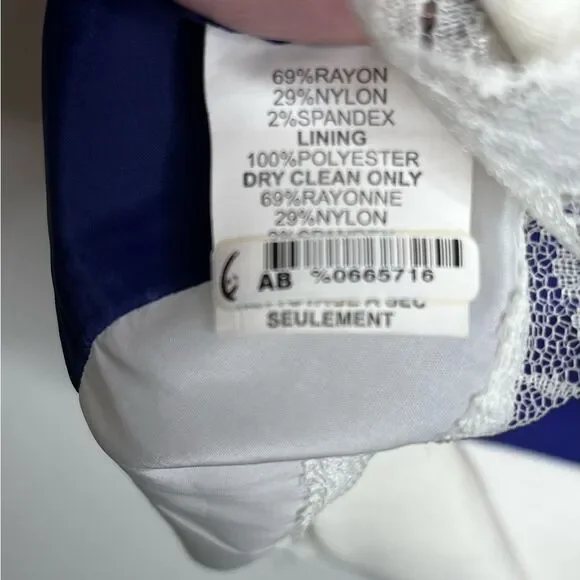 69%RAYON
29%NYLON
2%SPANDEX
LINING
100%POLYESTER
DRY CLEAN ONLY
69%RAYONNE
29%NYLON
AB %0665716
SEULEMENT